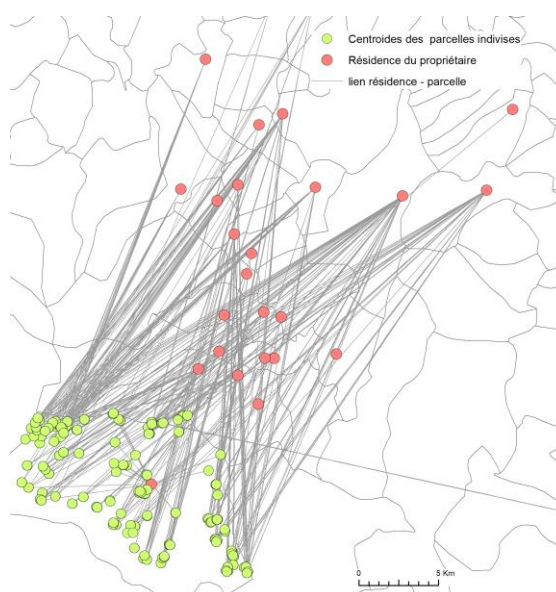 Centroides des parcelles indivises
Résidence du propriétaire
lien résidence - parcelle
0 5 Km